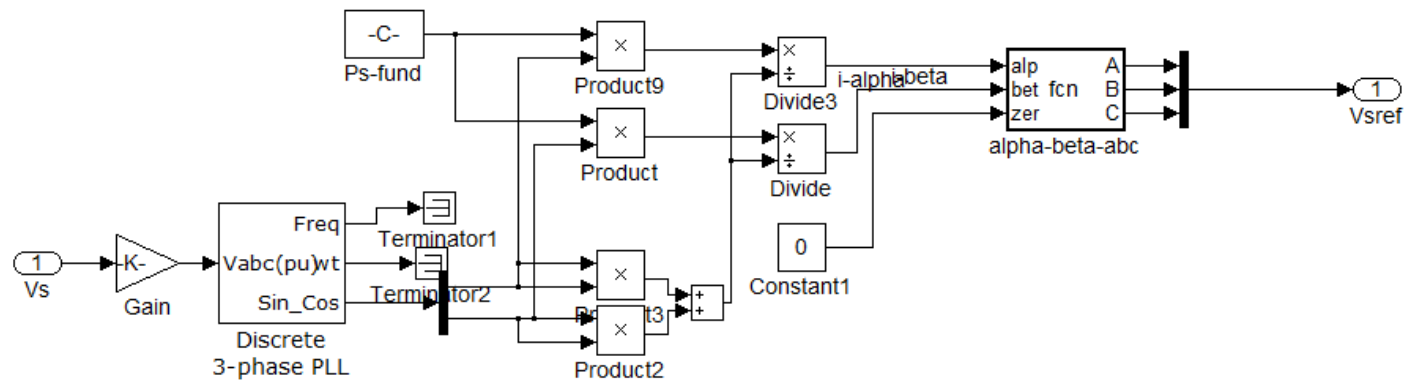 -C-
Ps-fund
×
Product9
×
÷
Divide3
i-alpha
i-beta
alp
bet
zer
fcn
A
B
C
alpha-beta-abc
1
Vsref
×
Product
×
÷
Divide
0
Constant1
1
Vs
-K-
Gain
Freq
Vabc(pu)
wt
Sin_Cos
Discrete
3-phase PLL
Terminator1
Terminator2
×
Product3
×
Product2
+
+